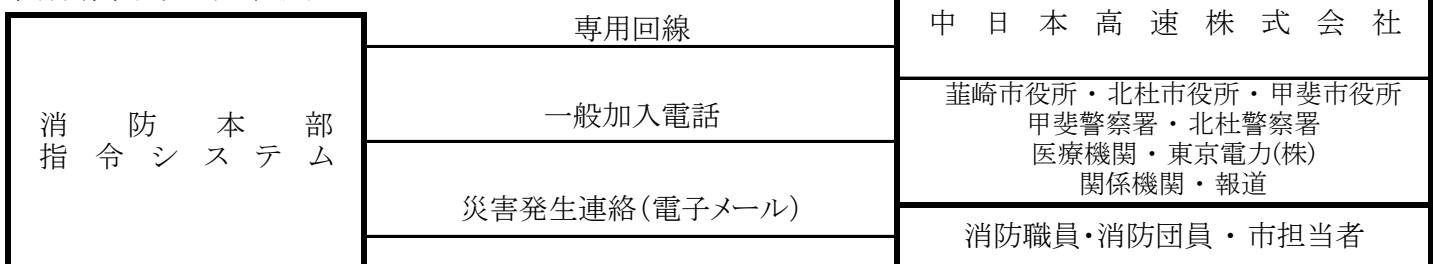 専用回線
中日本高速株式会社
消防本部
指令システム
一般加入電話
韮崎市役所・北杜市役所・甲斐市役所
甲斐警察署・北杜警察署
医療機関・東京電力(株)
関係機関・報道
災害発生連絡(電子メール)
消防職員・消防団員・市担当者